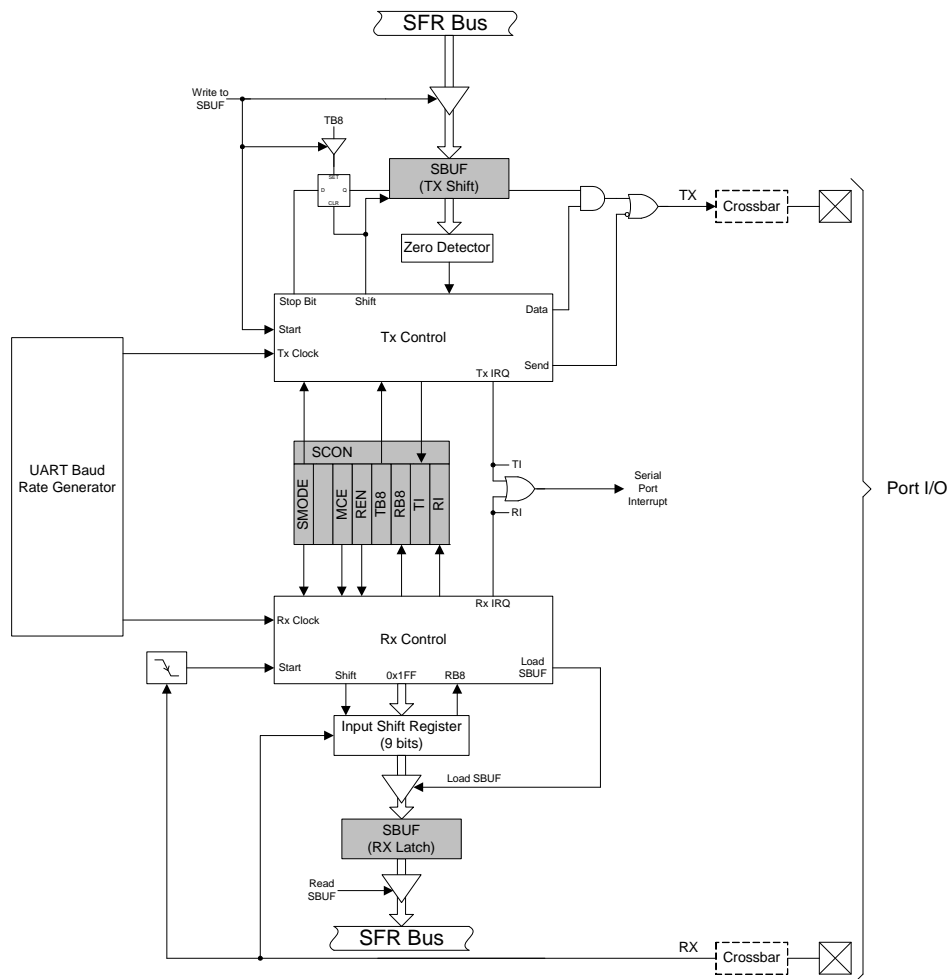 SFR Bus
Write to
SBUF
TB8
SET
D
Q
CLR
SBUF
(TX Shift)
Zero Detector
TX
Crossbar
Stop Bit
Shift
Data
Start
Tx Control
Tx Clock
Send
Tx IRQ
UART Baud
Rate Generator
SCON
SMODE
MCE
REN
TB8
RB8
TI
RI
TI
RI
Serial
Port
Interrupt
Port I/O
Rx IRQ
Rx Clock
Rx Control
Start
Load
SBUF
Shift
0x1FF
RB8
Input Shift Register
(9 bits)
Load SBUF
SBUF
(RX Latch)
Read
SBUF
SFR Bus
RX
Crossbar